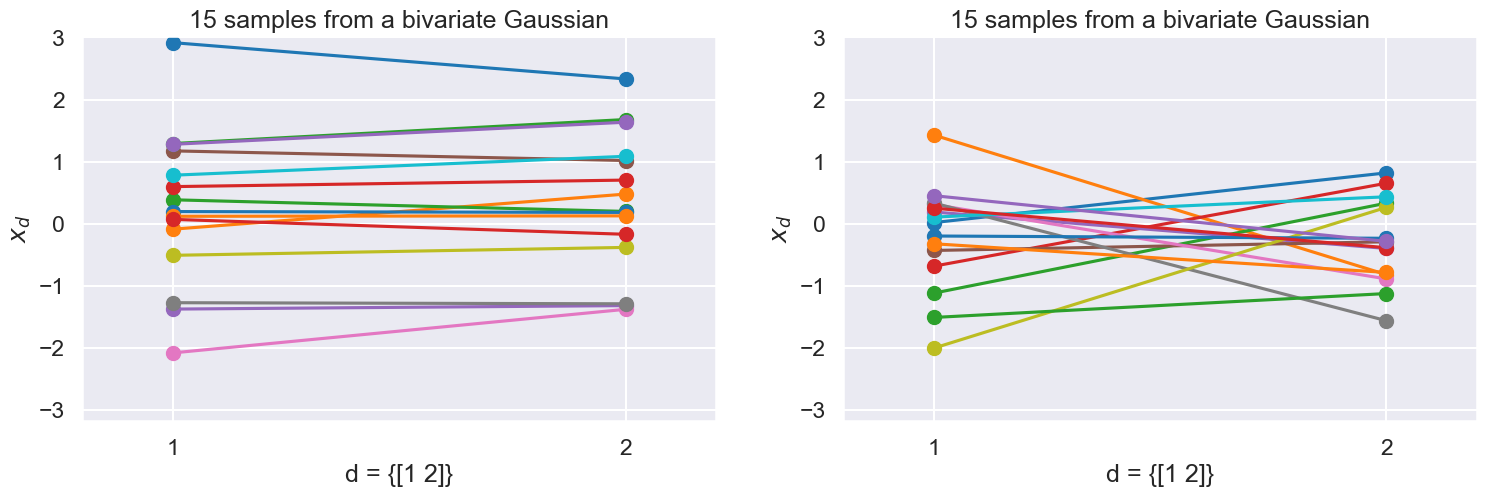 15 samples from a bivariate Gaussian
3
2
1
0
−1
−2
−3
x_d
1 2
d = {[1 2]}
15 samples from a bivariate Gaussian
3
2
1
0
−1
−2
−3
x_d
1 2
d = {[1 2]}